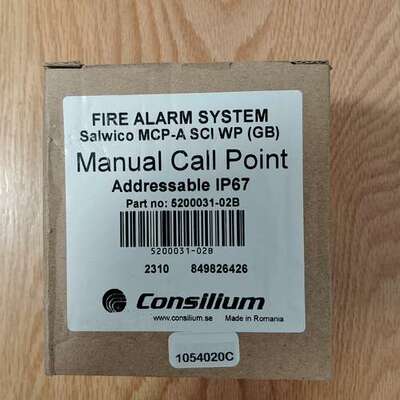 FIRE ALARM SYSTEM
Salwico MCP-A SCI WP (GB)
Manual Call Point
Addressable IP67
Part no: 5200031-02B
5200031-02B
2310 849826426
Consilium
www.consilium.se Made in Romania
1054020C